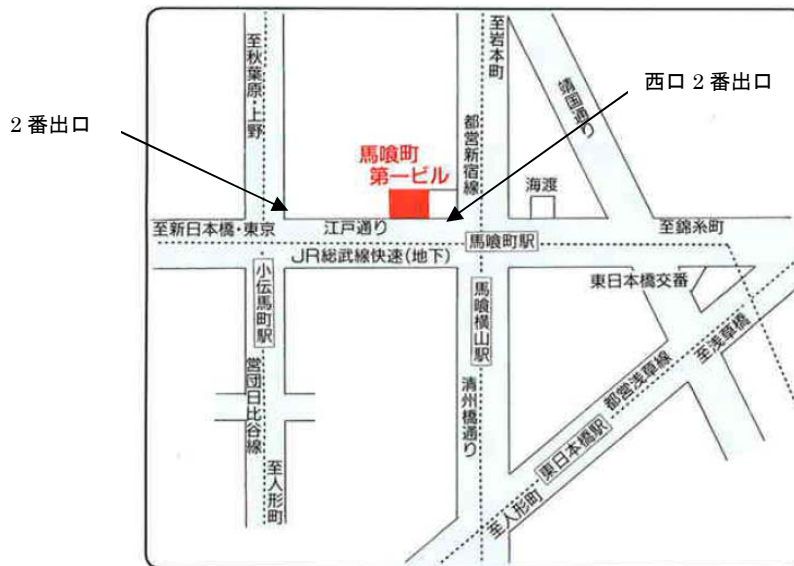 至秋葉原・上野
至岩本町
靖国通り
西口 2 番出口
2 番出口
都営新宿線
馬喰町
第一ビル
海渡
至新日本橋・東京
江戸通り
至錦糸町
馬喰町駅
JR総武線快速(地下)
小伝馬町駅
馬喰横山駅
東日本橋交番
至浅草橋
都営浅草線
営団日比谷線
清州橋通り
東日本橋駅
至人形町
至人形町